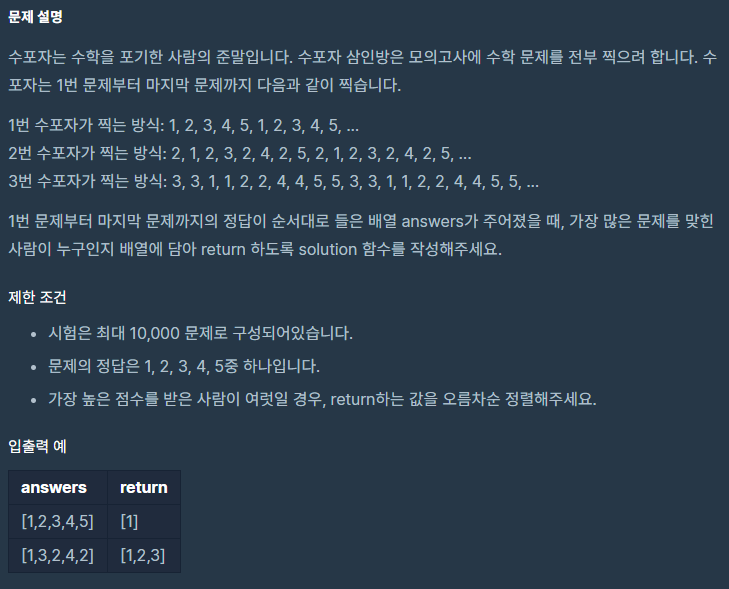 문제 설명
수포자는 수학을 포기한 사람의 준말입니다. 수포자 삼인방은 모의고사에 수학 문제를 전부 찍으려 합니다. 수
포자는 1번 문제부터 마지막 문제까지 다음과 같이 찍습니다.
1번 수포자가 찍는 방식: 1, 2, 3, 4, 5, 1, 2, 3, 4, 5, ...
2번 수포자가 찍는 방식: 2, 1, 2, 3, 2, 4, 2, 5, 2, 1, 2, 3, 2, 4, 2, 5, ...
3번 수포자가 찍는 방식: 3, 3, 1, 1, 2, 2, 4, 4, 5, 5, 3, 3, 1, 1, 2, 2, 4, 4, 5, 5, ...
1번 문제부터 마지막 문제까지의 정답이 순서대로 들은 배열 answers가 주어졌을 때, 가장 많은 문제를 맞힌
사람이 누구인지 배열에 담아 return 하도록 solution 함수를 작성해주세요.
제한 조건
• 시험은 최대 10,000 문제로 구성되어있습니다.
• 문제의 정답은 1, 2, 3, 4, 5중 하나입니다.
• 가장 높은 점수를 받은 사람이 여럿일 경우, return하는 값을 오름차순 정렬해주세요.
입출력 예
answers return
[1,2,3,4,5] [1]
[1,3,2,4,2] [1,2,3]